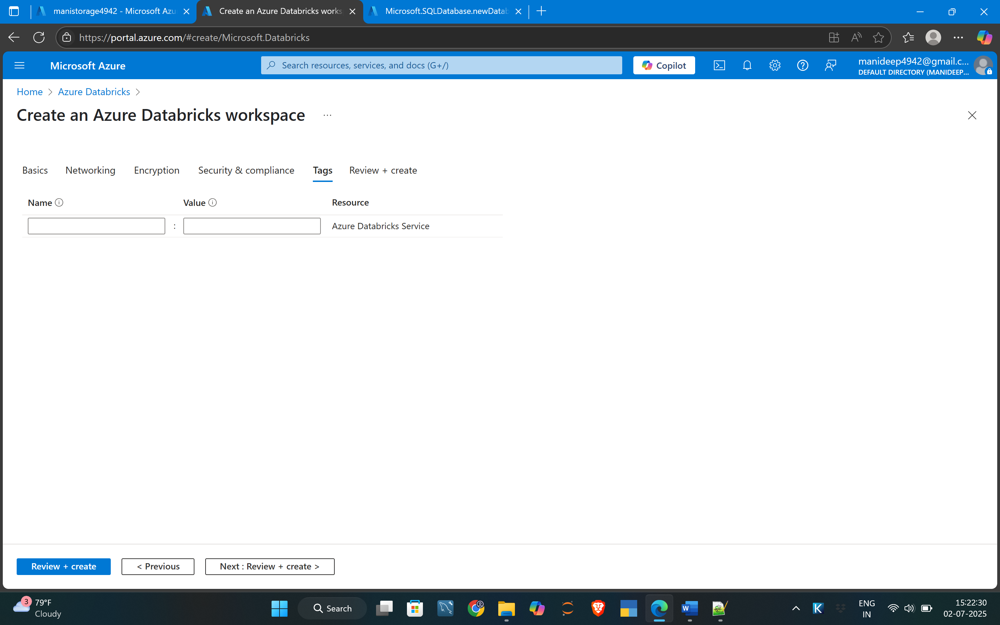 manistorage4942 - Microsoft Azu
Create an Azure Databricks works
Microsoft.SQLDatabase.newDatab
https://portal.azure.com/#create/Microsoft.Databricks
Microsoft Azure
Search resources, services, and docs (G+/)
Copilot
manideep4942@gmail.c...
DEFAULT DIRECTORY (MANIDEEP...
Home > Azure Databricks >
Create an Azure Databricks workspace ...
Basics Networking Encryption Security & compliance Tags Review + create
Name Value Resource
: Azure Databricks Service
Review + create < Previous Next : Review + create >
3
79°F
Cloudy
Search
ENG
IN
15:22:30
02-07-2025